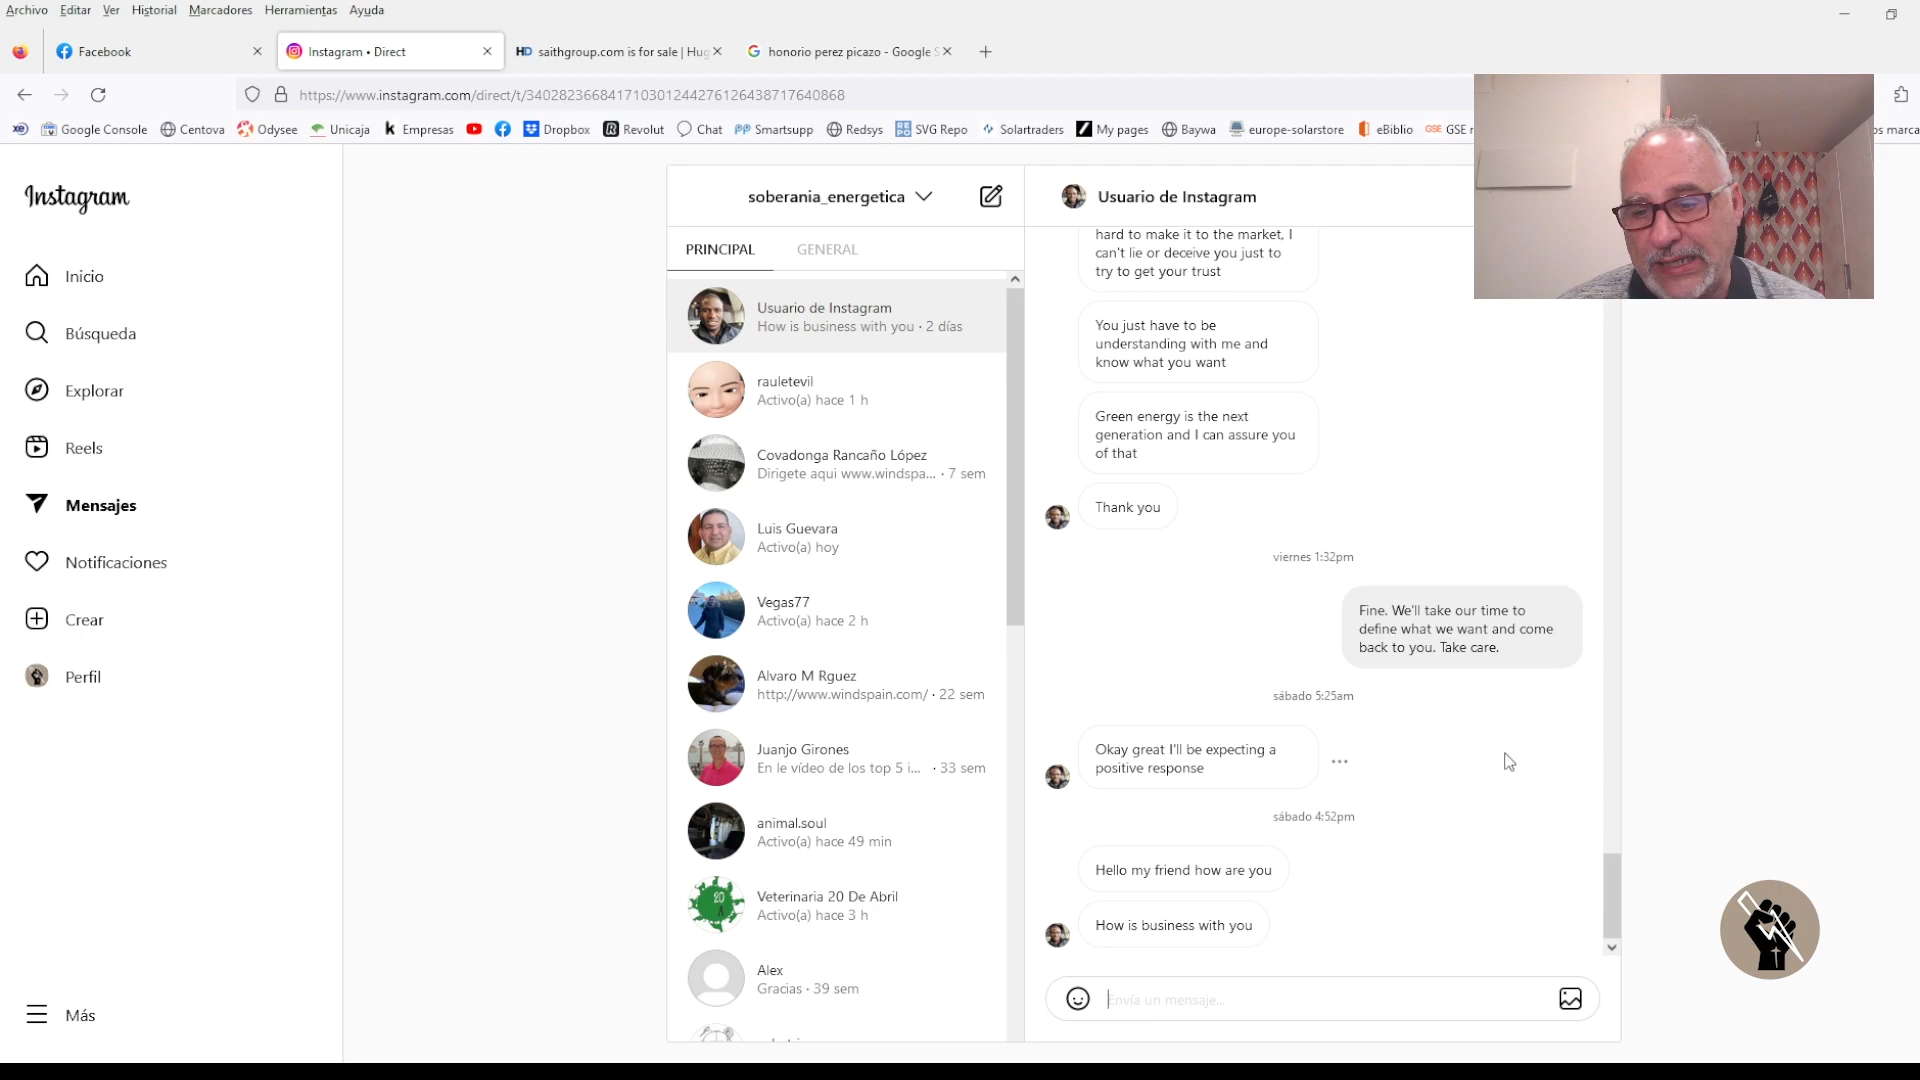 Archivo Editar Ver Historial Marcadores Herramientas Ayuda
Facebook
Instagram • Direct
HD saithgroup.com is for sale | Hug
honorio perez picazo - Google S
https://www.instagram.com/direct/t/340282366841710301244276126438717640868
Google Console Centova Odysee Unicaja Empresas Dropbox Revolut Chat Smartsupp Redsys SVG Repo Solartraders My pages Baywa europe-solarstore eBiblio GSE os marca
Instagram
Inicio
Búsqueda
Explorar
Reels
Mensajes
Notificaciones
Crear
Perfil
Más
soberania_energetica
PRINCIPAL GENERAL
Usuario de Instagram
How is business with you · 2 días
rauletevil
Activo(a) hace 1 h
Covadonga Rancaño López
Dirigete aqui www.windspa... · 7 sem
Luis Guevara
Activo(a) hoy
Vegas77
Activo(a) hace 2 h
Alvaro M Rguez
http://www.windspain.com/ · 22 sem
Juanjo Girones
En le vídeo de los top 5 i... · 33 sem
animal.soul
Activo(a) hace 49 min
20
A
Veterinaria 20 De Abril
Activo(a) hace 3 h
Alex
Gracias · 39 sem
Usuario de Instagram
hard to make it to the market, I
can't lie or deceive you just to
try to get your trust
You just have to be
understanding with me and
know what you want
Green energy is the next
generation and I can assure you
of that
Thank you
viernes 1:32pm
Fine. We'll take our time to
define what we want and come
back to you. Take care.
sábado 5:25am
Okay great I'll be expecting a
positive response
sábado 4:52pm
Hello my friend how are you
How is business with you
Envía un mensaje...